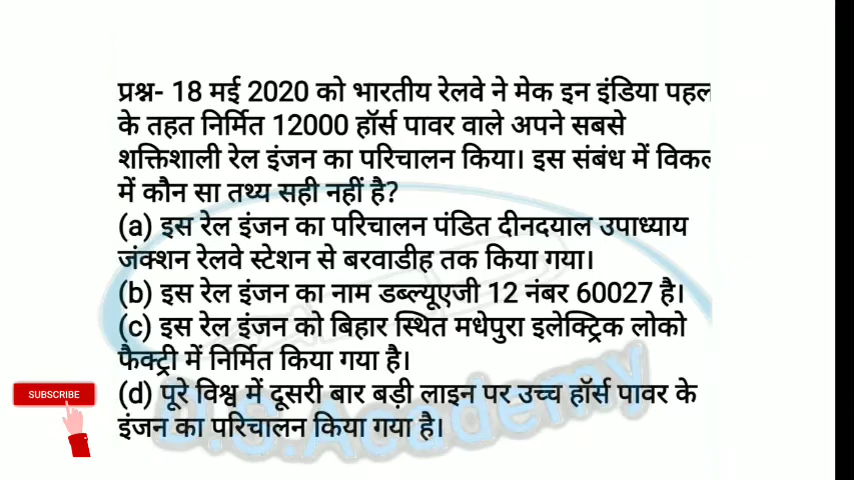 प्रश्न- 18 मई 2020 को भारतीय रेलवे ने मेक इन इंडिया पहल
के तहत निर्मित 12000 हॉर्स पावर वाले अपने सबसे
शक्तिशाली रेल इंजन का परिचालन किया। इस संबंध में विकल
में कौन सा तथ्य सही नहीं है?
(a) इस रेल इंजन का परिचालन पंडित दीनदयाल उपाध्याय
जंक्शन रेलवे स्टेशन से बरवाडीह तक किया गया।
(b) इस रेल इंजन का नाम डब्ल्यूएजी 12 नंबर 60027 है।
(c) इस रेल इंजन को बिहार स्थित मधेपुरा इलेक्ट्रिक लोको
फैक्ट्री में निर्मित किया गया है।
(d) पूरे विश्व में दूसरी बार बड़ी लाइन पर उच्च हॉर्स पावर के
इंजन का परिचालन किया गया है।
SUBSCRIBE
D.S.Academy